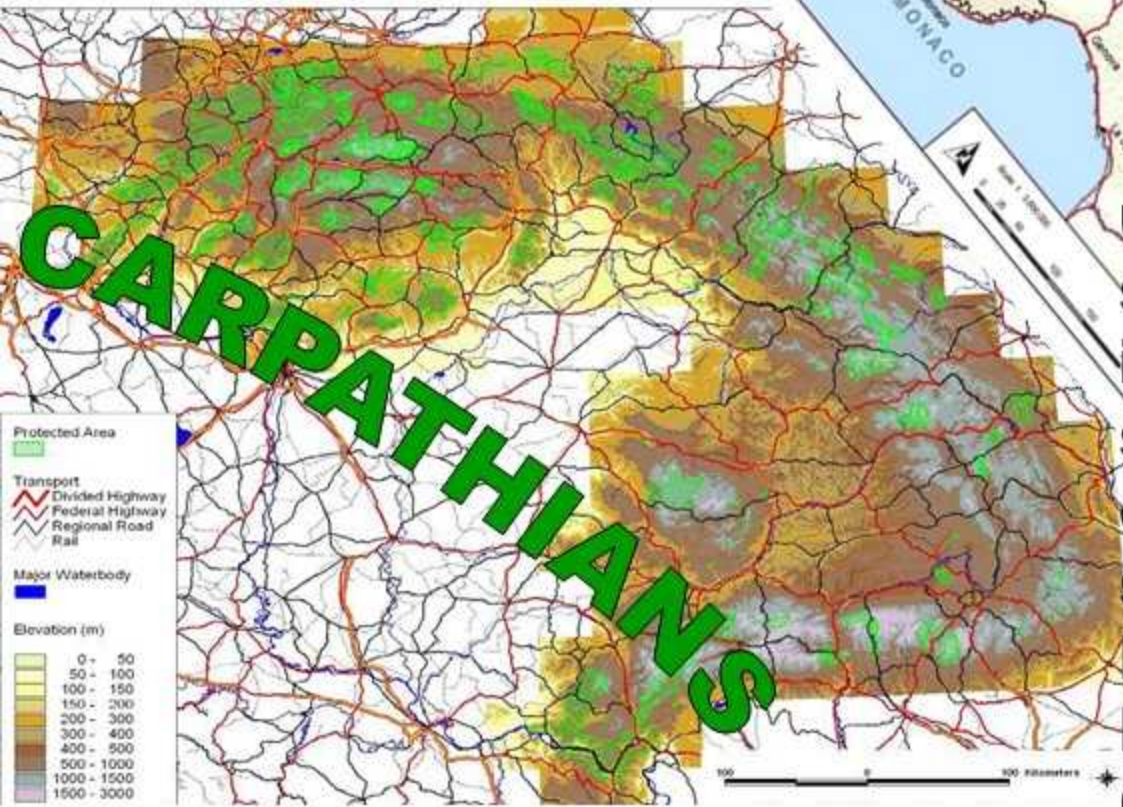 MONACO
Genova
CARPATHIANS
Protected Area
Transport
Divided Highway
Federal Highway
Regional Road
Rail
Major Waterbody
Elevation (m)
0 - 50
50 - 100
100 - 150
150 - 200
200 - 300
300 - 400
400 - 500
500 - 1000
1000 - 1500
1500 - 3000
100 0 100 Kilometers